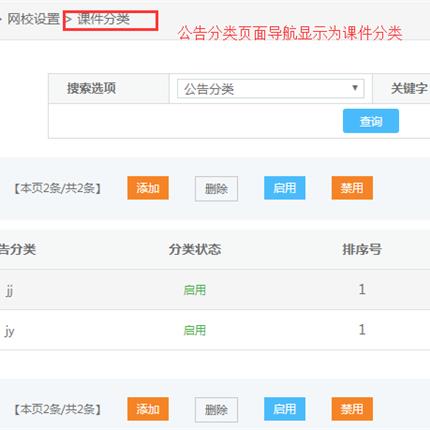 > 网校设置 > 课件分类
公告分类页面导航显示为课件分类
搜索选项 公告分类 关键字
查询
【本页2条/共2条】 添加 删除 启用 禁用
告分类 分类状态 排序号
jj 启用 1
jy 启用 1
【本页2条/共2条】 添加 删除 启用 禁用